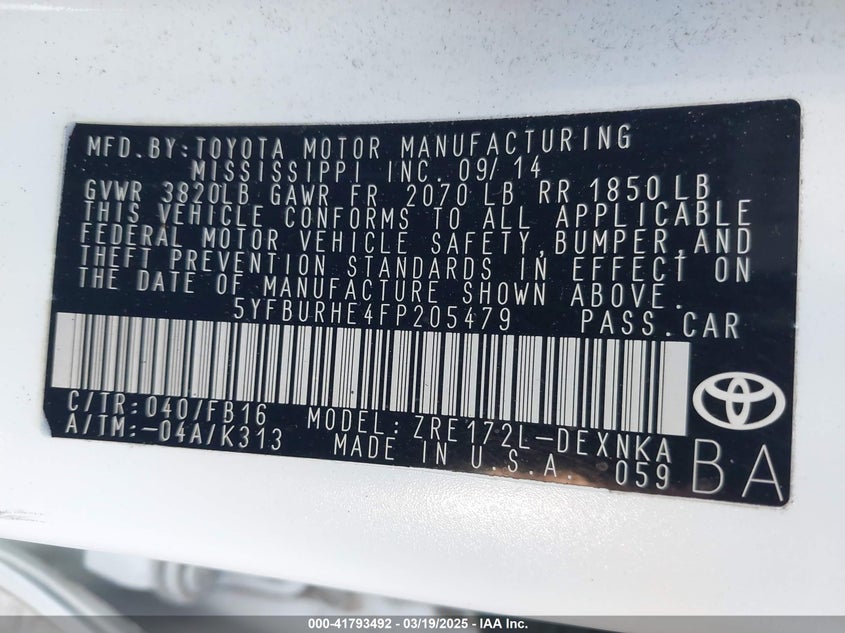 MFD. BY: TOYOTA MOTOR MANUFACTURING
MISSISSIPPI INC. 09/14
GVWR 3820LB GAWR FR 2070 LB RR 1850 LB
THIS VEHICLE CONFORMS TO ALL APPLICABLE
FEDERAL MOTOR VEHICLE SAFETY, BUMPER, AND
THEFT PREVENTION STANDARDS IN EFFECT ON
THE DATE OF MANUFACTURE SHOWN ABOVE.
5YFBURHE4FP205479 PASS. CAR
C/TR: 040/FB16 MODEL: ZRE172L-DEXNKA
A/TM: -04A/K313 MADE IN U.S.A. 059 BA
000-41793492 - 03/19/2025 - IAA Inc.